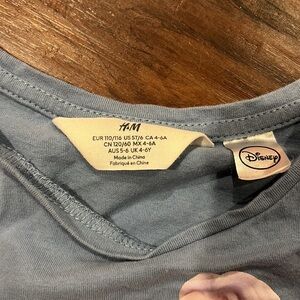 H&M
EUR 110/116 US 5T/6 CA 4-6A
CN 120/60 MX 4-6A
AUS 5-6 UK 4-6Y
Made in China
Fabriqué en Chine
Disney